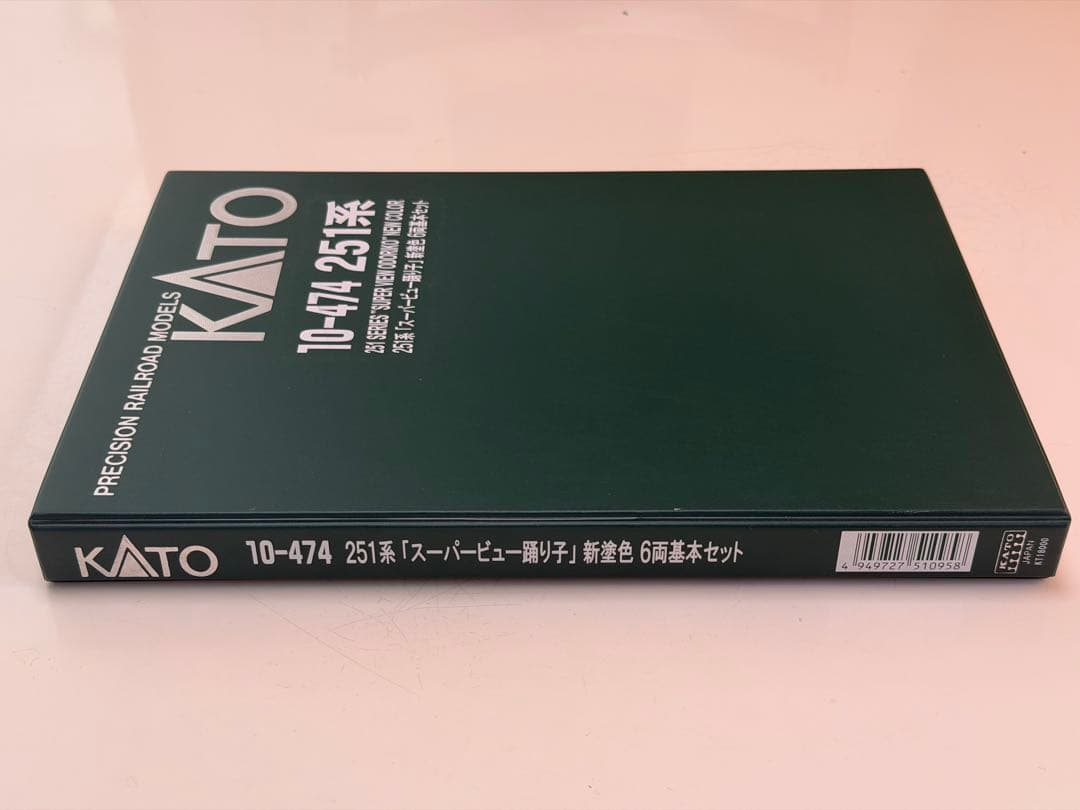 PRECISION RAILROAD MODELS
KATO
10-474 251系
251 SERIES "SUPER VIEW ODORIKO" NEW COLOR
251系「スーパービュー踊り子」新塗色 6両基本セット
KATO 10-474 251系「スーパービュー踊り子」新塗色 6両基本セット
4 949727 510958
KATO
JAPAN
KT18000